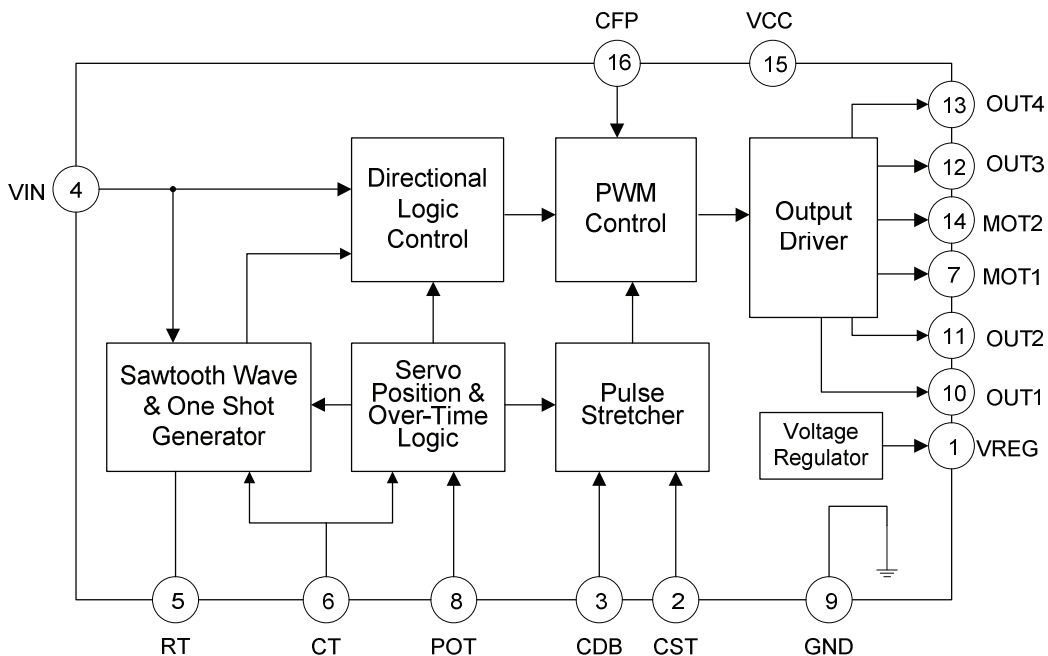 CFP
VCC
16
15
13
OUT4
Directional
Logic
Control
PWM
Control
Output
Driver
12
OUT3
VIN
4
14
MOT2
7
MOT1
11
OUT2
Sawtooth Wave
& One Shot
Generator
Servo
Position &
Over-Time
Logic
Pulse
Stretcher
10
OUT1
Voltage
Regulator
1
VREG
5
6
8
3
2
9
RT
CT
POT
CDB
CST
GND